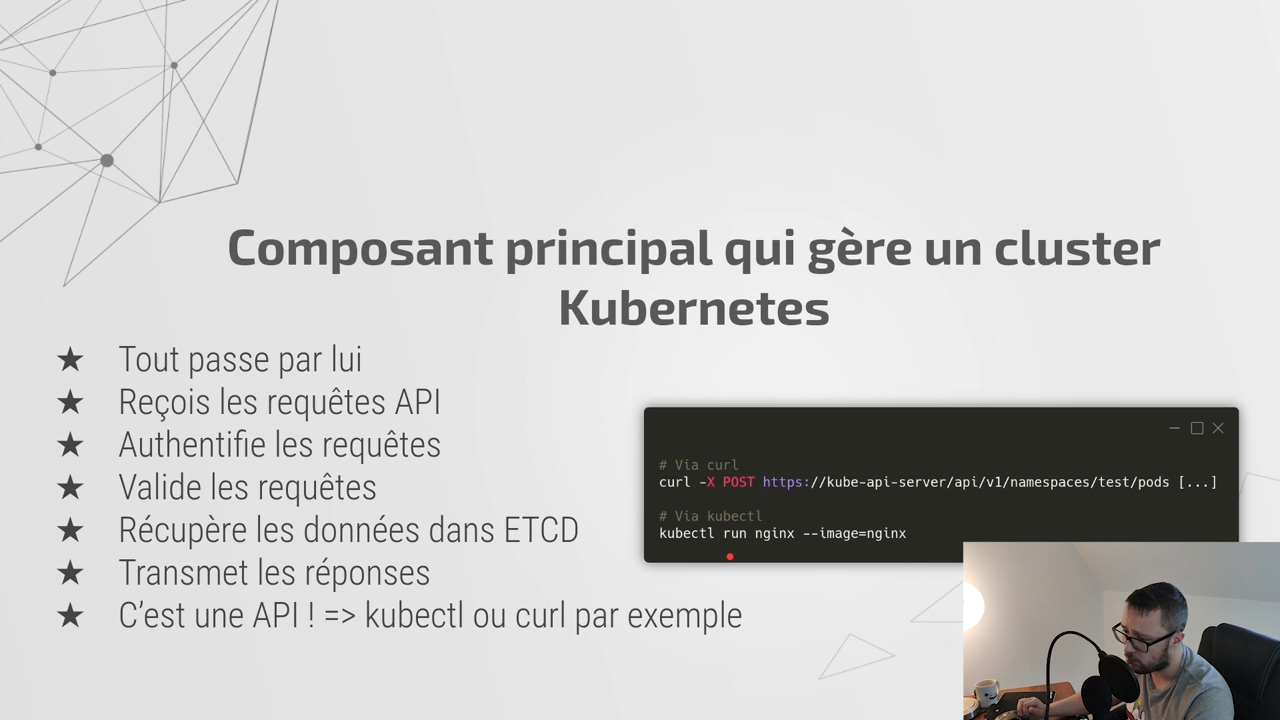 Composant principal qui gère un cluster
Kubernetes
★ Tout passe par lui
★ Reçois les requêtes API
★ Authentifie les requêtes
★ Valide les requêtes
★ Récupère les données dans ETCD
★ Transmet les réponses
★ C’est une API ! => kubectl ou curl par exemple
# Via curl
curl -X POST https://kube-api-server/api/v1/namespaces/test/pods [...]
# Via kubectl
kubectl run nginx --image=nginx